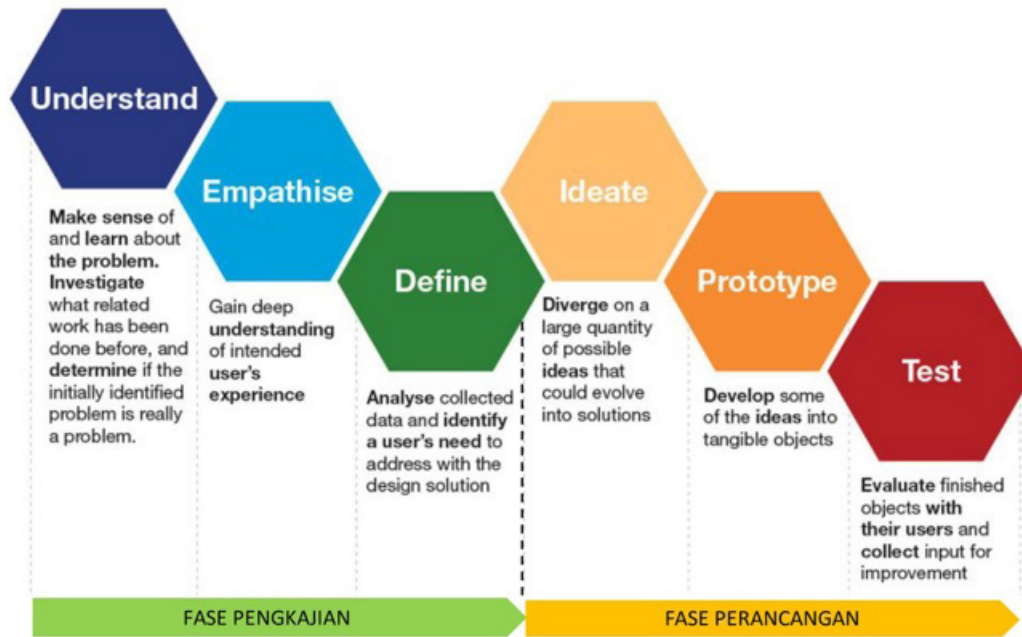 Understand
Make sense of
and learn about
the problem.
Investigate
what related
work has been
done before, and
determine if the
initially identified
problem is really
a problem.
Empathise
Gain deep
understanding
of intended
user's
experience
Define
Analyse collected
data and identify
a user's need to
address with the
design solution
Ideate
Diverge on a
large quantity
of possible
ideas that
could evolve
into solutions
Prototype
Develop some
of the ideas into
tangible objects
Test
Evaluate finished
objects with
their users and
collect input for
improvement
FASE PENGKAJIAN
FASE PERANCANGAN